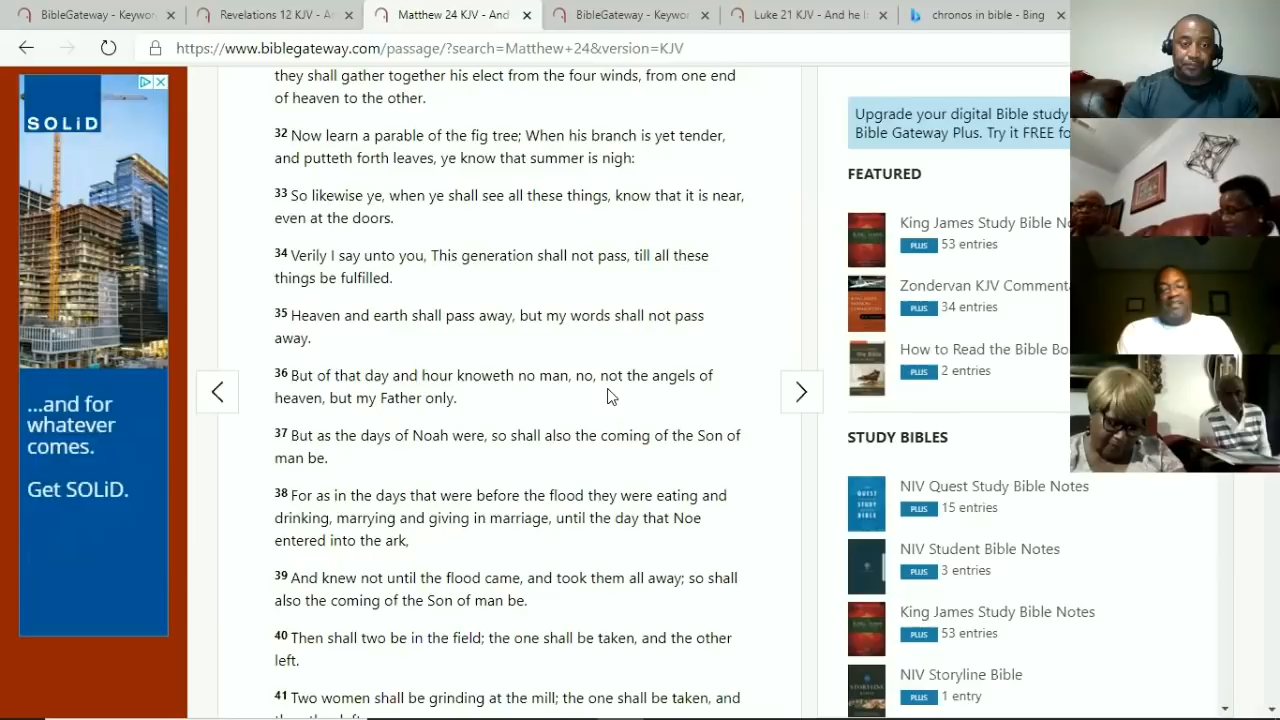 BibleGateway - Keywor
Revelations 12 KJV - A
Matthew 24 KJV - And
BibleGateway - Keywor
Luke 21 KJV - And he l
chronos in bible - Bing
https://www.biblegateway.com/passage/?search=Matthew+24&version=KJV
SOLiD
...and for
whatever
comes.
Get SOLiD.
they shall gather together his elect from the four winds, from one end
of heaven to the other.
32 Now learn a parable of the fig tree; When his branch is yet tender,
and putteth forth leaves, ye know that summer is nigh:
33 So likewise ye, when ye shall see all these things, know that it is near,
even at the doors.
34 Verily I say unto you, This generation shall not pass, till all these
things be fulfilled.
35 Heaven and earth shall pass away, but my words shall not pass
away.
36 But of that day and hour knoweth no man, no, not the angels of
heaven, but my Father only.
37 But as the days of Noah were, so shall also the coming of the Son of
man be.
38 For as in the days that were before the flood they were eating and
drinking, marrying and giving in marriage, until the day that Noe
entered into the ark,
39 And knew not until the flood came, and took them all away; so shall
also the coming of the Son of man be.
40 Then shall two be in the field; the one shall be taken, and the other
left.
41 Two women shall be grinding at the mill; the one shall be taken, and
Upgrade your digital Bible study
Bible Gateway Plus. Try it FREE fo
FEATURED
King James Study Bible No
PLUS 53 entries
Zondervan KJV Commenta
PLUS 34 entries
How to Read the Bible Bo
PLUS 2 entries
STUDY BIBLES
QUEST
STUDY
BIBLE
NIV Quest Study Bible Notes
PLUS 15 entries
NIV Student Bible Notes
PLUS 3 entries
King James Study Bible Notes
PLUS 53 entries
NIV Storyline Bible
PLUS 1 entry